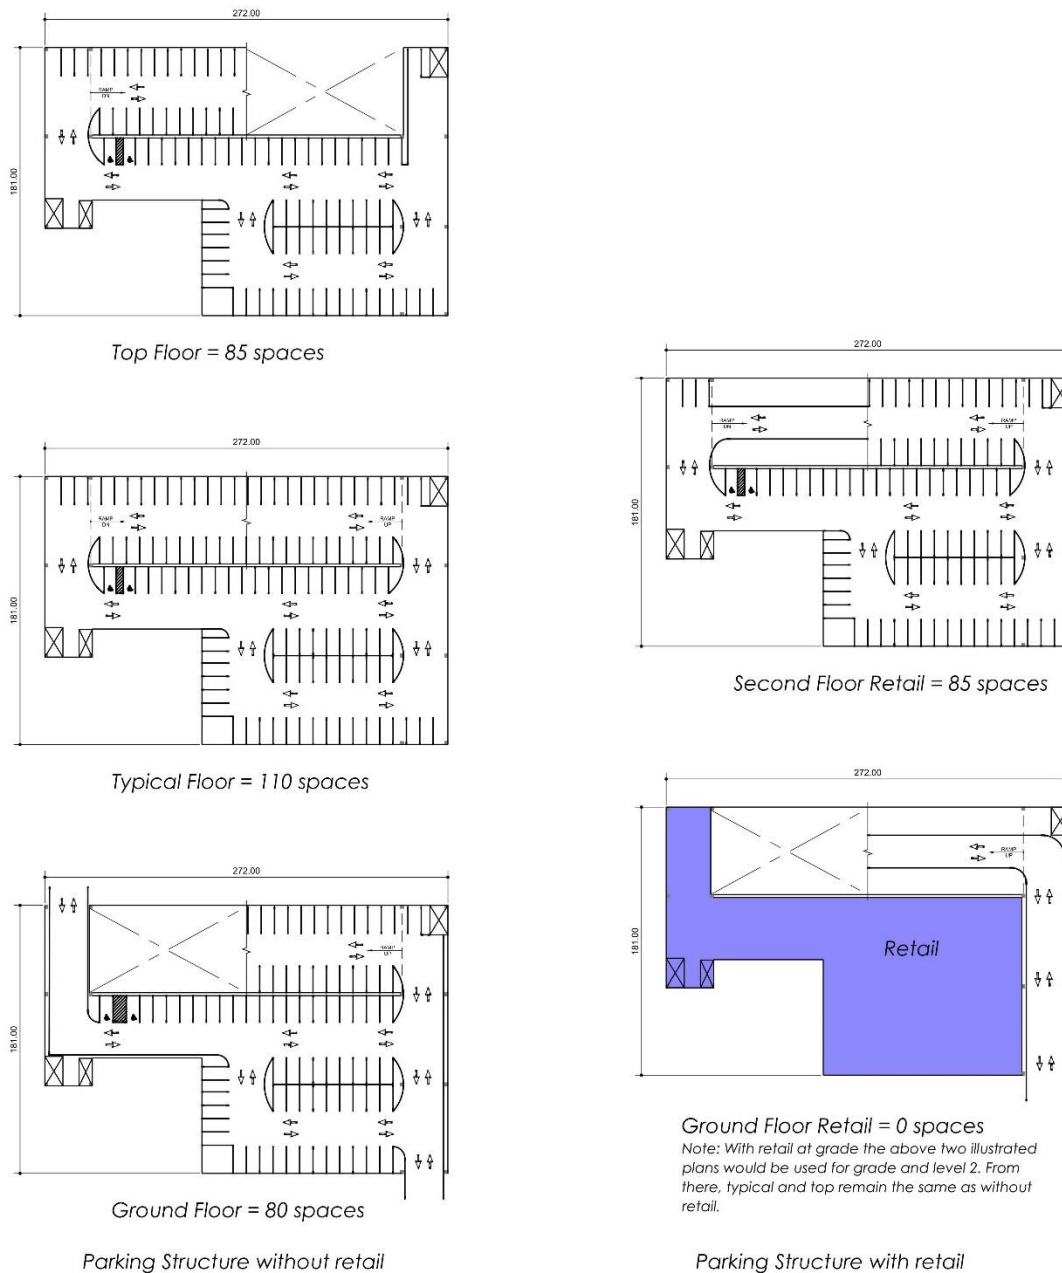 272.00
181.00
RAMP
DN
Top Floor = 85 spaces
272.00
181.00
RAMP
DN
RAMP
UP
Typical Floor = 110 spaces
272.00
181.00
RAMP
UP
Ground Floor = 80 spaces
Parking Structure without retail
272.00
181.00
RAMP
DN
RAMP
UP
Second Floor Retail = 85 spaces
272.00
181.00
RAMP
UP
Retail
Ground Floor Retail = 0 spaces
Note: With retail at grade the above two illustrated
plans would be used for grade and level 2. From
there, typical and top remain the same as without
retail.
Parking Structure with retail